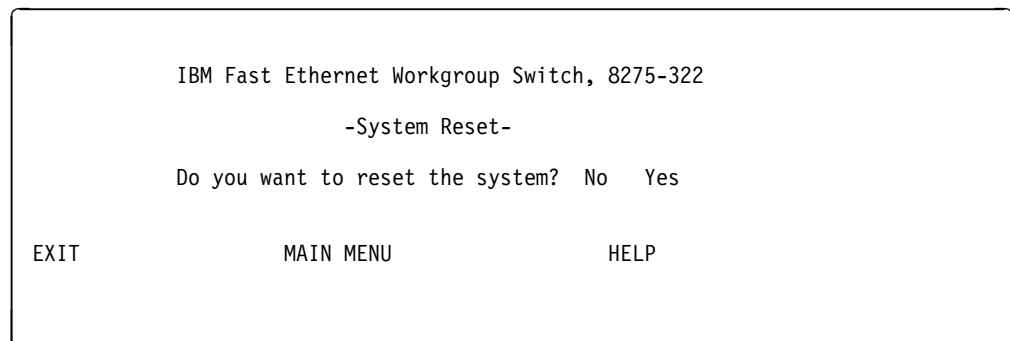 IBM Fast Ethernet Workgroup Switch, 8275-322
-System Reset-
Do you want to reset the system? No Yes
EXIT MAIN MENU HELP